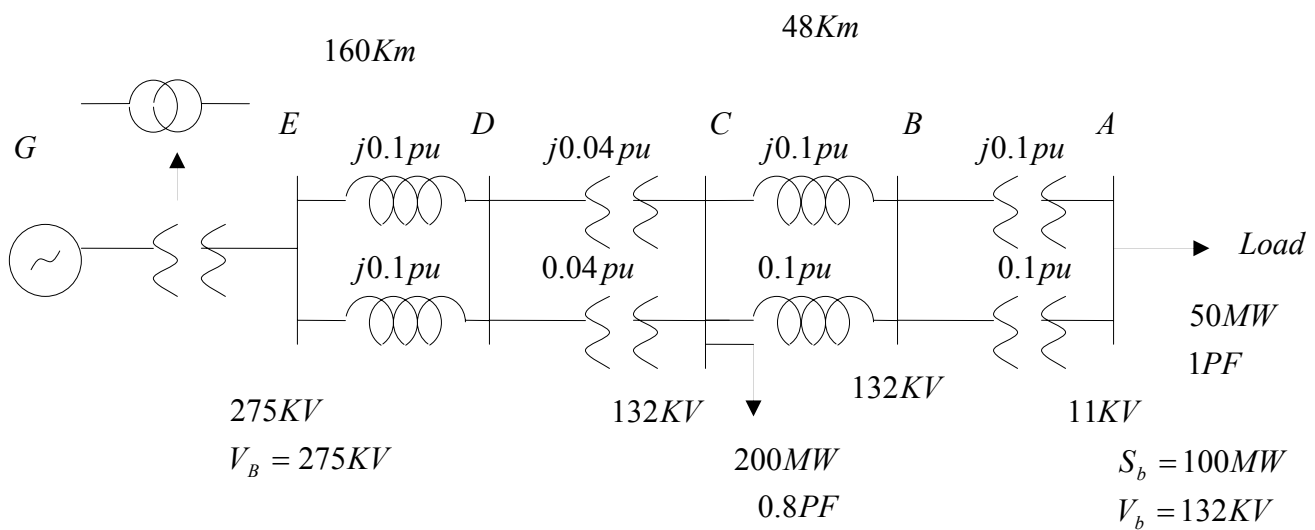 160Km
48Km
G
E
D
C
B
A
j0.1pu
j0.04pu
j0.1pu
j0.1pu
Load
j0.1pu
0.04pu
0.1pu
0.1pu
50MW
1PF
275KV
132KV
132KV
11KV
V_B = 275KV
200MW
0.8PF
S_b = 100MW
V_b = 132KV